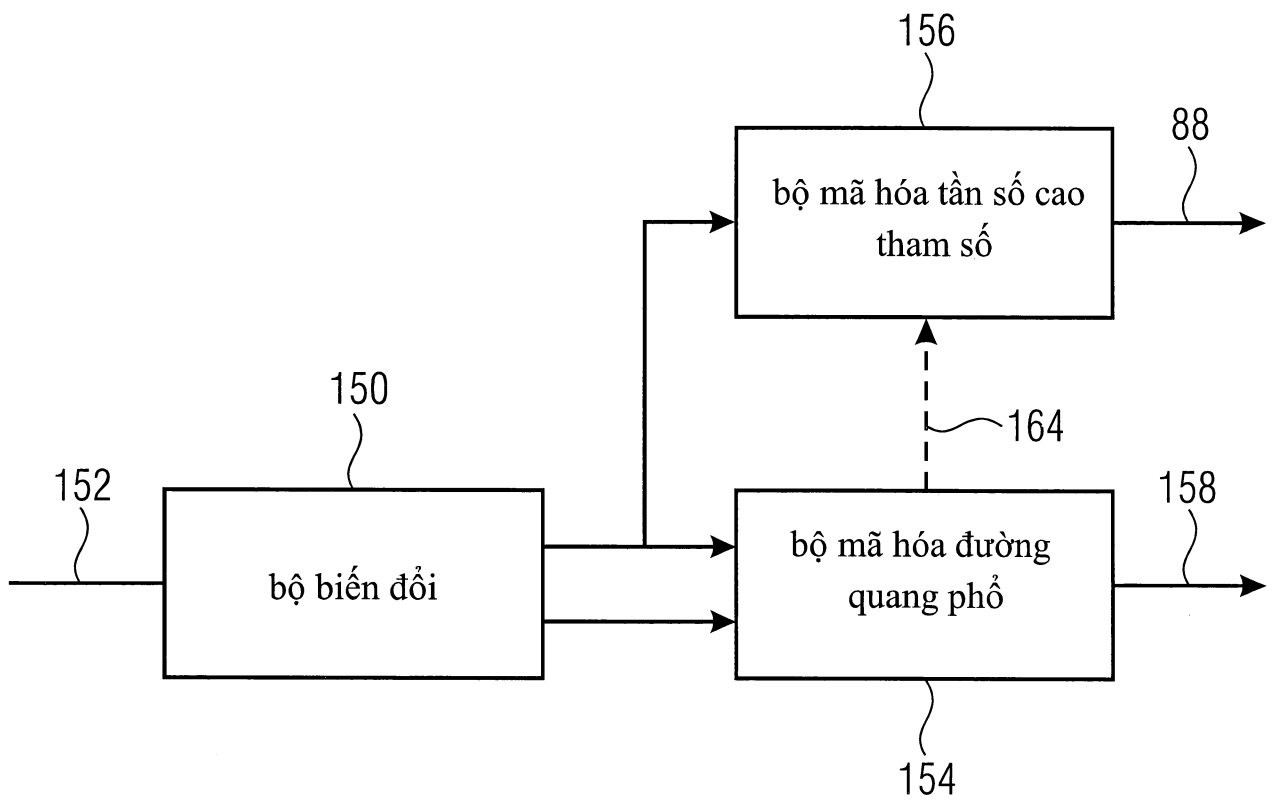 156
88
bộ mã hóa tần số cao
tham số
150
164
152
158
bộ biến đổi
bộ mã hóa đường
quang phổ
154